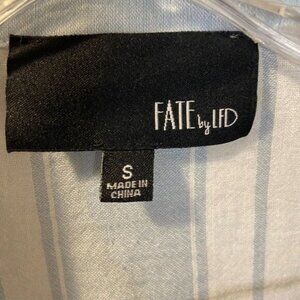 FATE by LFD
S
MADE IN
CHINA